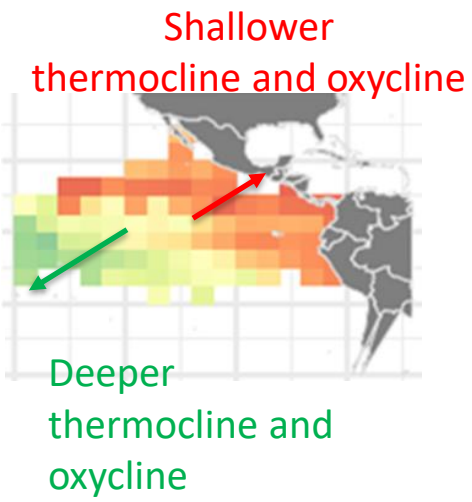 Shallower
thermocline and oxycline
Deeper
thermocline and
oxycline